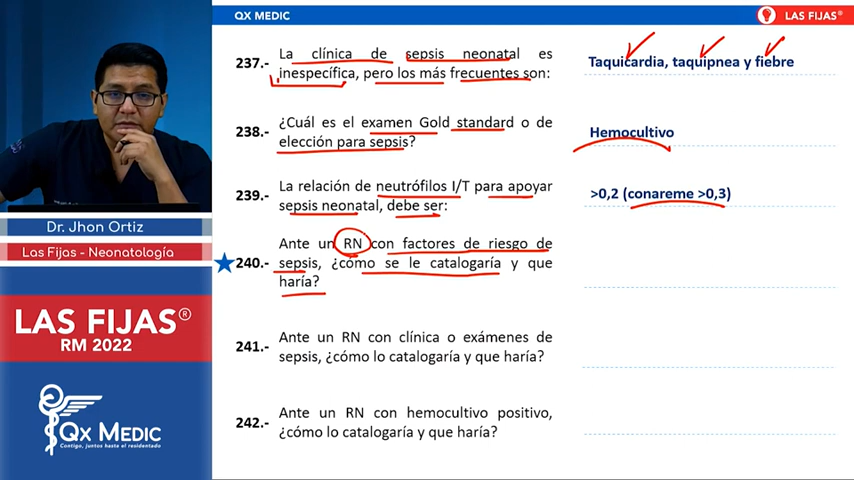 QX MEDIC
LAS FIJAS®
237.- La clínica de sepsis neonatal es
inespecífica, pero los más frecuentes son:
Taquicardia, taquipnea y fiebre
238.- ¿Cuál es el examen Gold standard o de
elección para sepsis?
Hemocultivo
239.- La relación de neutrófilos I/T para apoyar
sepsis neonatal, debe ser:
>0,2 (conareme >0,3)
240.- Ante un RN con factores de riesgo de
sepsis, ¿cómo se le catalogaría y que
haría?
241.- Ante un RN con clínica o exámenes de
sepsis, ¿cómo lo catalogaría y que haría?
242.- Ante un RN con hemocultivo positivo,
¿cómo lo catalogaría y que haría?
Dr. Jhon Ortiz
Las Fijas - Neonatología
LAS FIJAS®
RM 2022
QX MEDIC
Contigo, juntos hasta el residentado